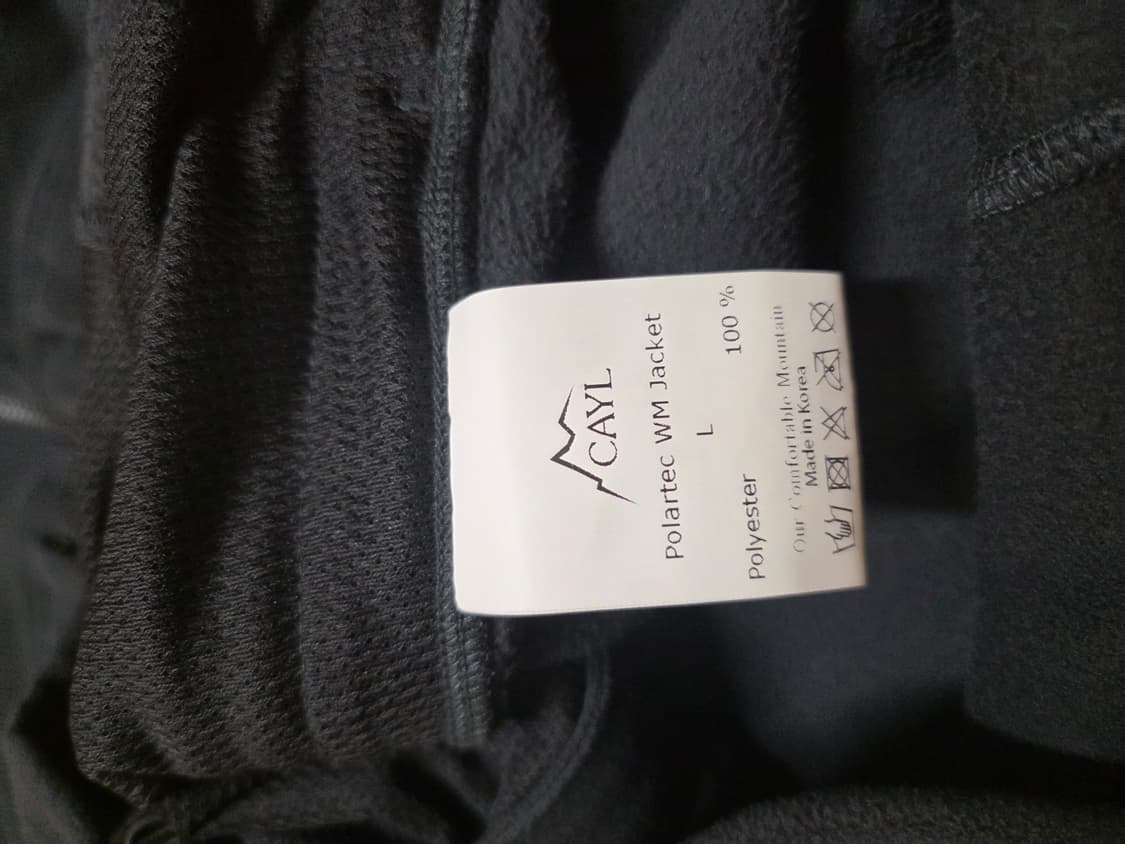 CAYL
Polartec WM Jacket
L
Polyester 100 %
Our Comfortable Mountain
Made in Korea